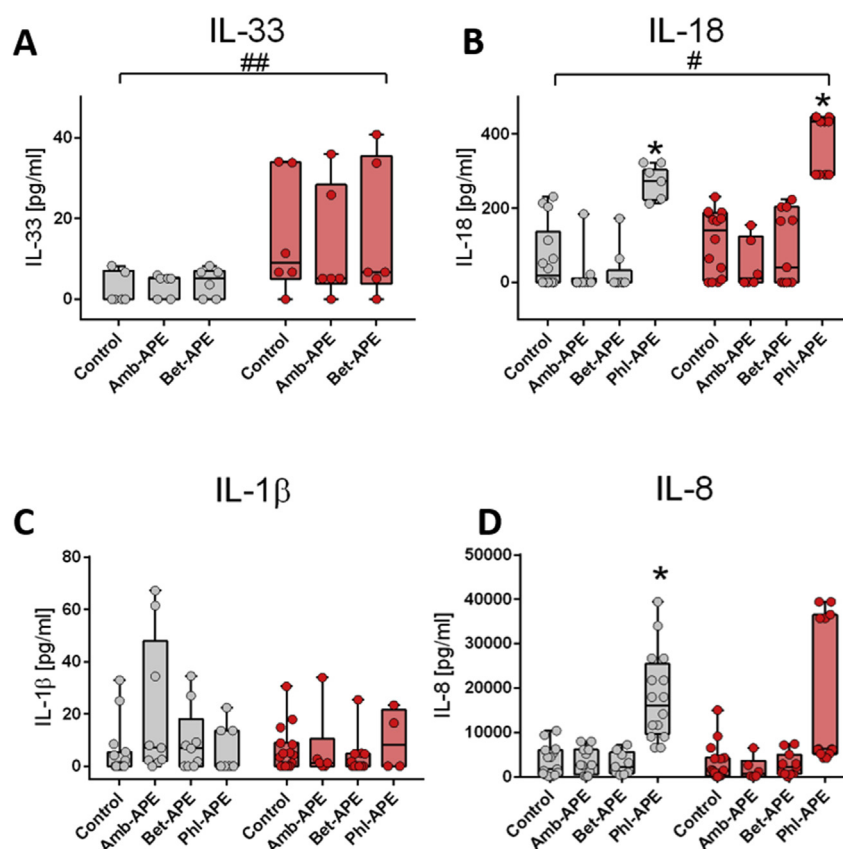 A
IL-33
##
IL-33 [pg/ml]
40
20
0
Control
Amb-APE
Bet-APE
Control
Amb-APE
Bet-APE
B
IL-18
#
*
*
IL-18 [pg/ml]
400
200
0
Control
Amb-APE
Bet-APE
Phl-APE
Control
Amb-APE
Bet-APE
Phl-APE
C
IL-1β
IL-1β [pg/ml]
80
60
40
20
0
Control
Amb-APE
Bet-APE
Phl-APE
Control
Amb-APE
Bet-APE
Phl-APE
D
IL-8
*
IL-8 [pg/ml]
50000
40000
30000
20000
10000
0
Control
Amb-APE
Bet-APE
Phl-APE
Control
Amb-APE
Bet-APE
Phl-APE